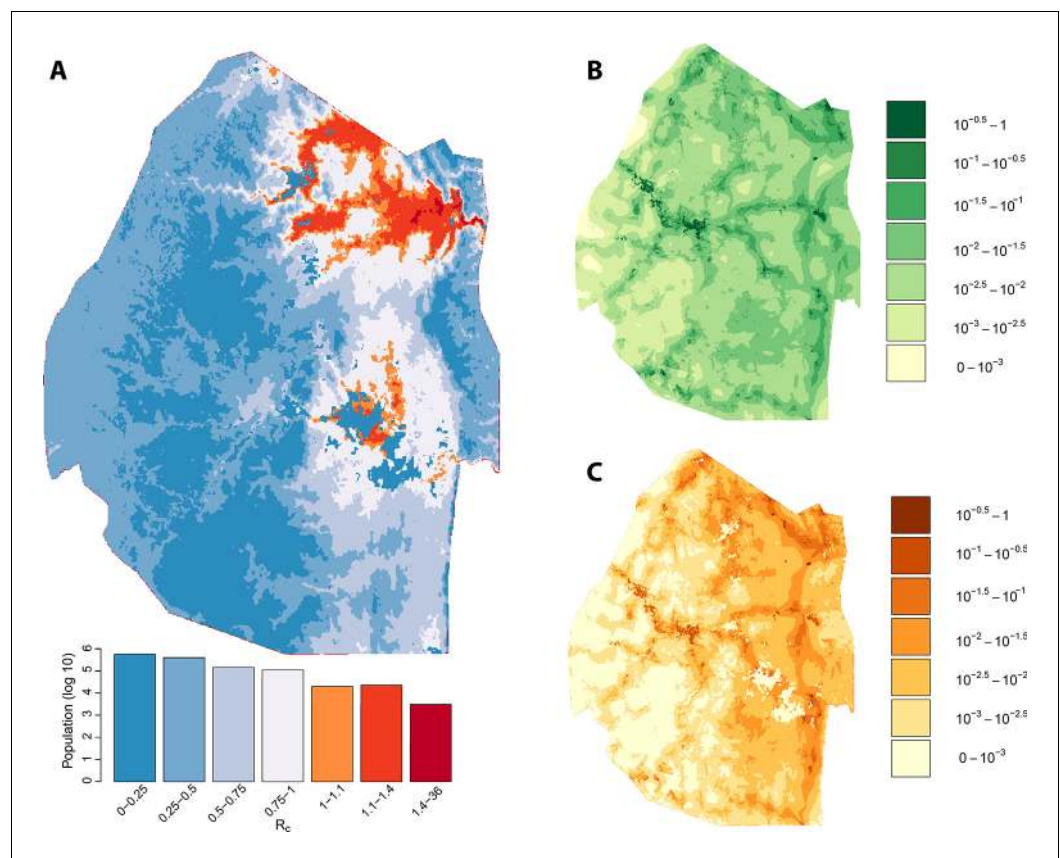 A
B
10⁻⁰·⁵ – 1
10⁻¹ – 10⁻⁰·⁵
10⁻¹·⁵ – 10⁻¹
10⁻² – 10⁻¹·⁵
10⁻²·⁵ – 10⁻²
10⁻³ – 10⁻²·⁵
0 – 10⁻³
C
10⁻⁰·⁵ – 1
10⁻¹ – 10⁻⁰·⁵
10⁻¹·⁵ – 10⁻¹
10⁻² – 10⁻¹·⁵
10⁻²·⁵ – 10⁻²
10⁻³ – 10⁻²·⁵
0 – 10⁻³
Population (log 10)
6
5
4
3
2
1
0
0–0.25
0.25–0.5
0.5–0.75
0.75–1
1–1.1
1.1–1.4
1.4–36
R_c